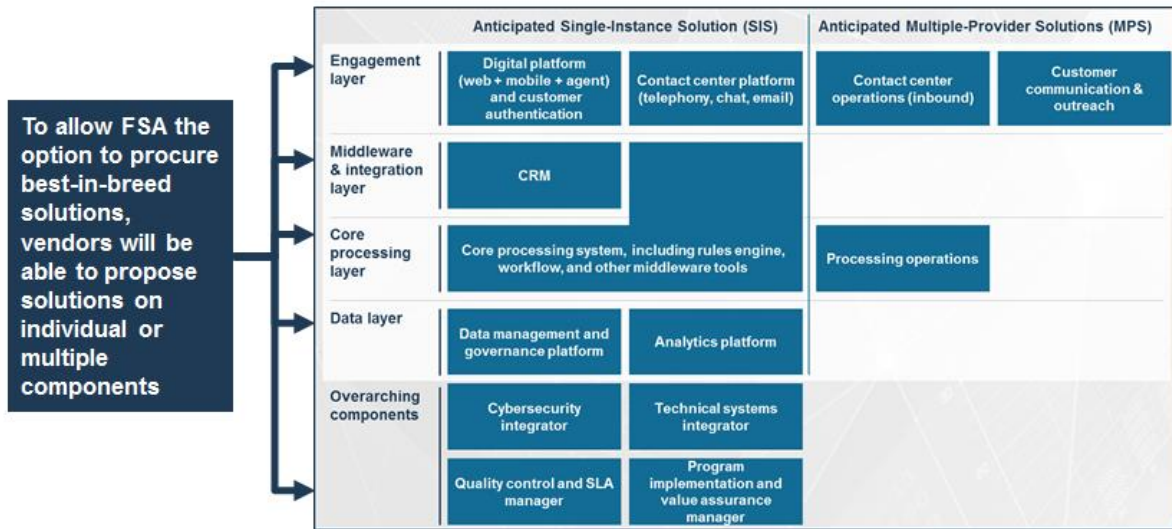 To allow FSA the
option to procure
best-in-breed
solutions,
vendors will be
able to propose
solutions on
individual or
multiple
components
Anticipated Single-Instance Solution (SIS)
Anticipated Multiple-Provider Solutions (MPS)
Engagement
layer
Digital platform
(web + mobile + agent)
and customer
authentication
Contact center platform
(telephony, chat, email)
Contact center
operations (inbound)
Customer
communication &
outreach
Middleware
& integration
layer
CRM
Core
processing
layer
Core processing system, including rules engine,
workflow, and other middleware tools
Processing operations
Data layer
Data management and
governance platform
Analytics platform
Overarching
components
Cybersecurity
integrator
Technical systems
integrator
Quality control and SLA
manager
Program
implementation and
value assurance
manager